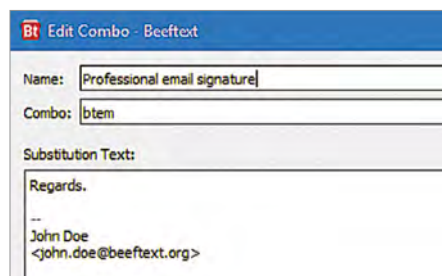 Bt Edit Combo - Beeftext
Name: Professional email signature
Combo: btem
Substitution Text:
Regards.
--
John Doe
<john.doe@beeftext.org>